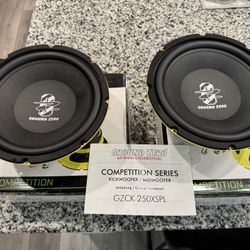 GROUND ZERO
GROUND ZERO
GROUND ZERO
GERMAN ENGINEERING
COMPETITION SERIES
KICKWOOFER / MIDWOOFER
GZCK 250XSPL
COMPETITION
COMPETITION